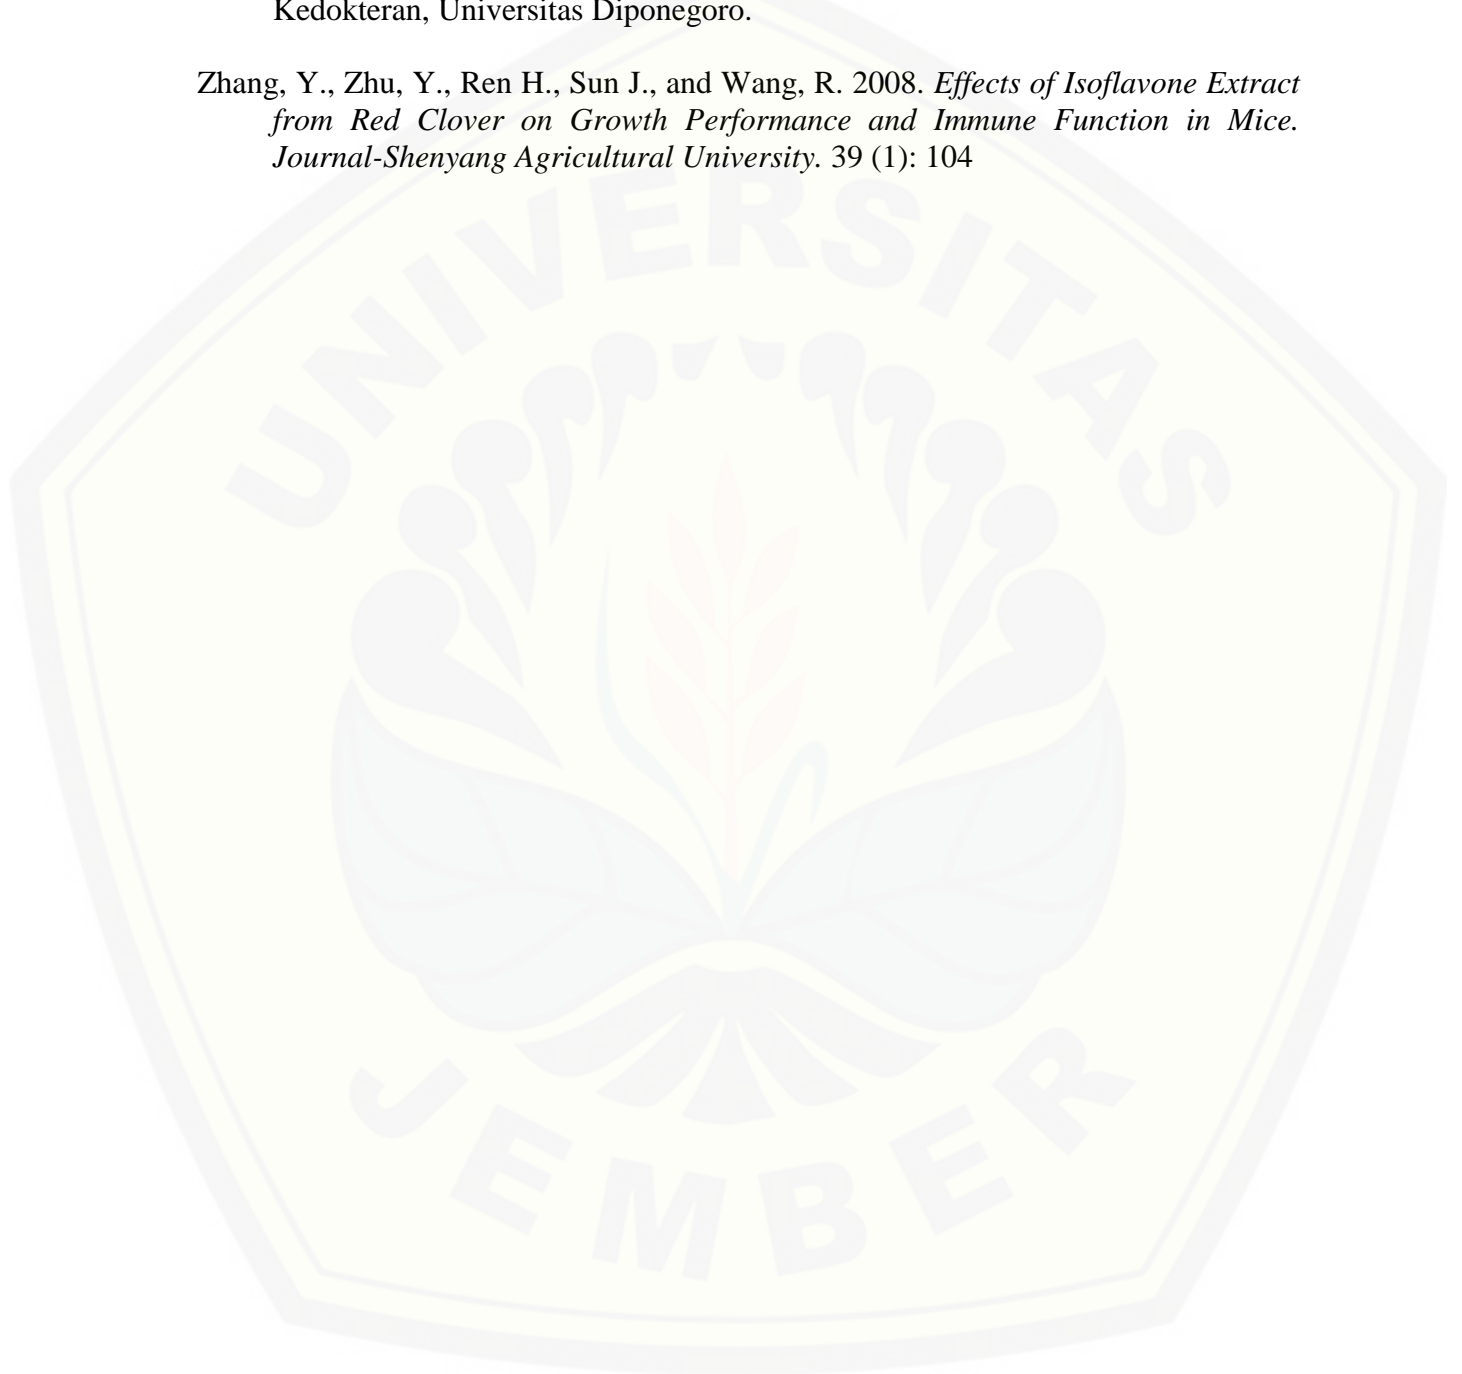 Kedokteran, Universitas Diponegoro.
Zhang, Y., Zhu, Y., Ren H., Sun J., and Wang, R. 2008. Effects of Isoflavone Extract
from Red Clover on Growth Performance and Immune Function in Mice.
Journal-Shenyang Agricultural University. 39 (1): 104
UNIVERSITAS
JEMBER